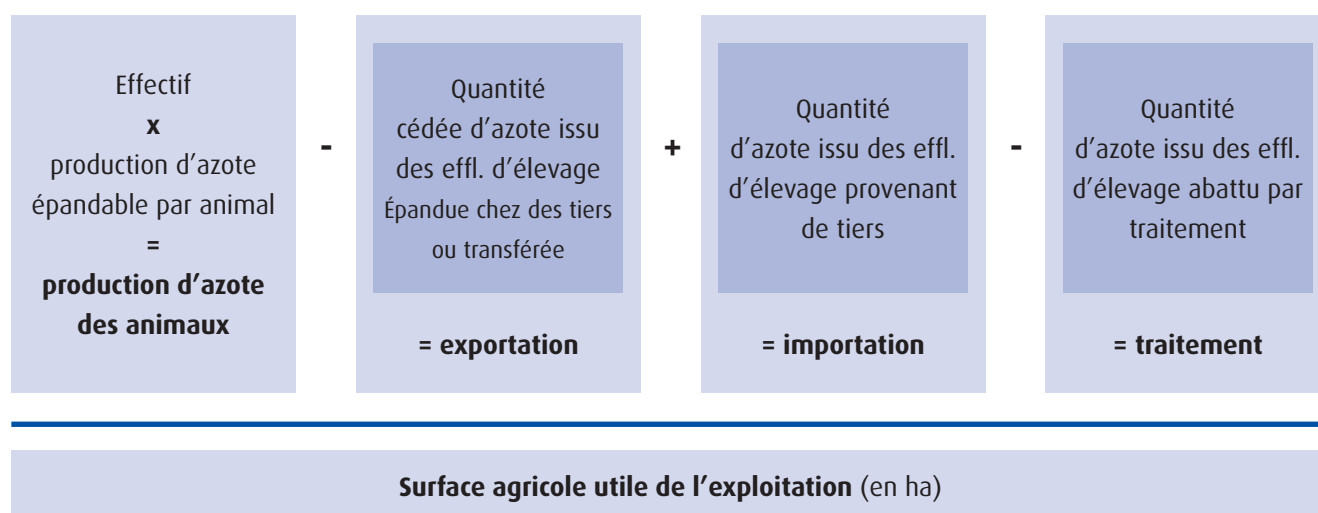 Effectif
x
production d'azote
épandable par animal
=
production d'azote
des animaux
-
Quantité
cédée d'azote issu
des effl. d'élevage
Épandue chez des tiers
ou transférée
= exportation
+
Quantité
d'azote issu des effl.
d'élevage provenant
de tiers
= importation
-
Quantité
d'azote issu des effl.
d'élevage abattu par
traitement
= traitement
Surface agricole utile de l'exploitation (en ha)